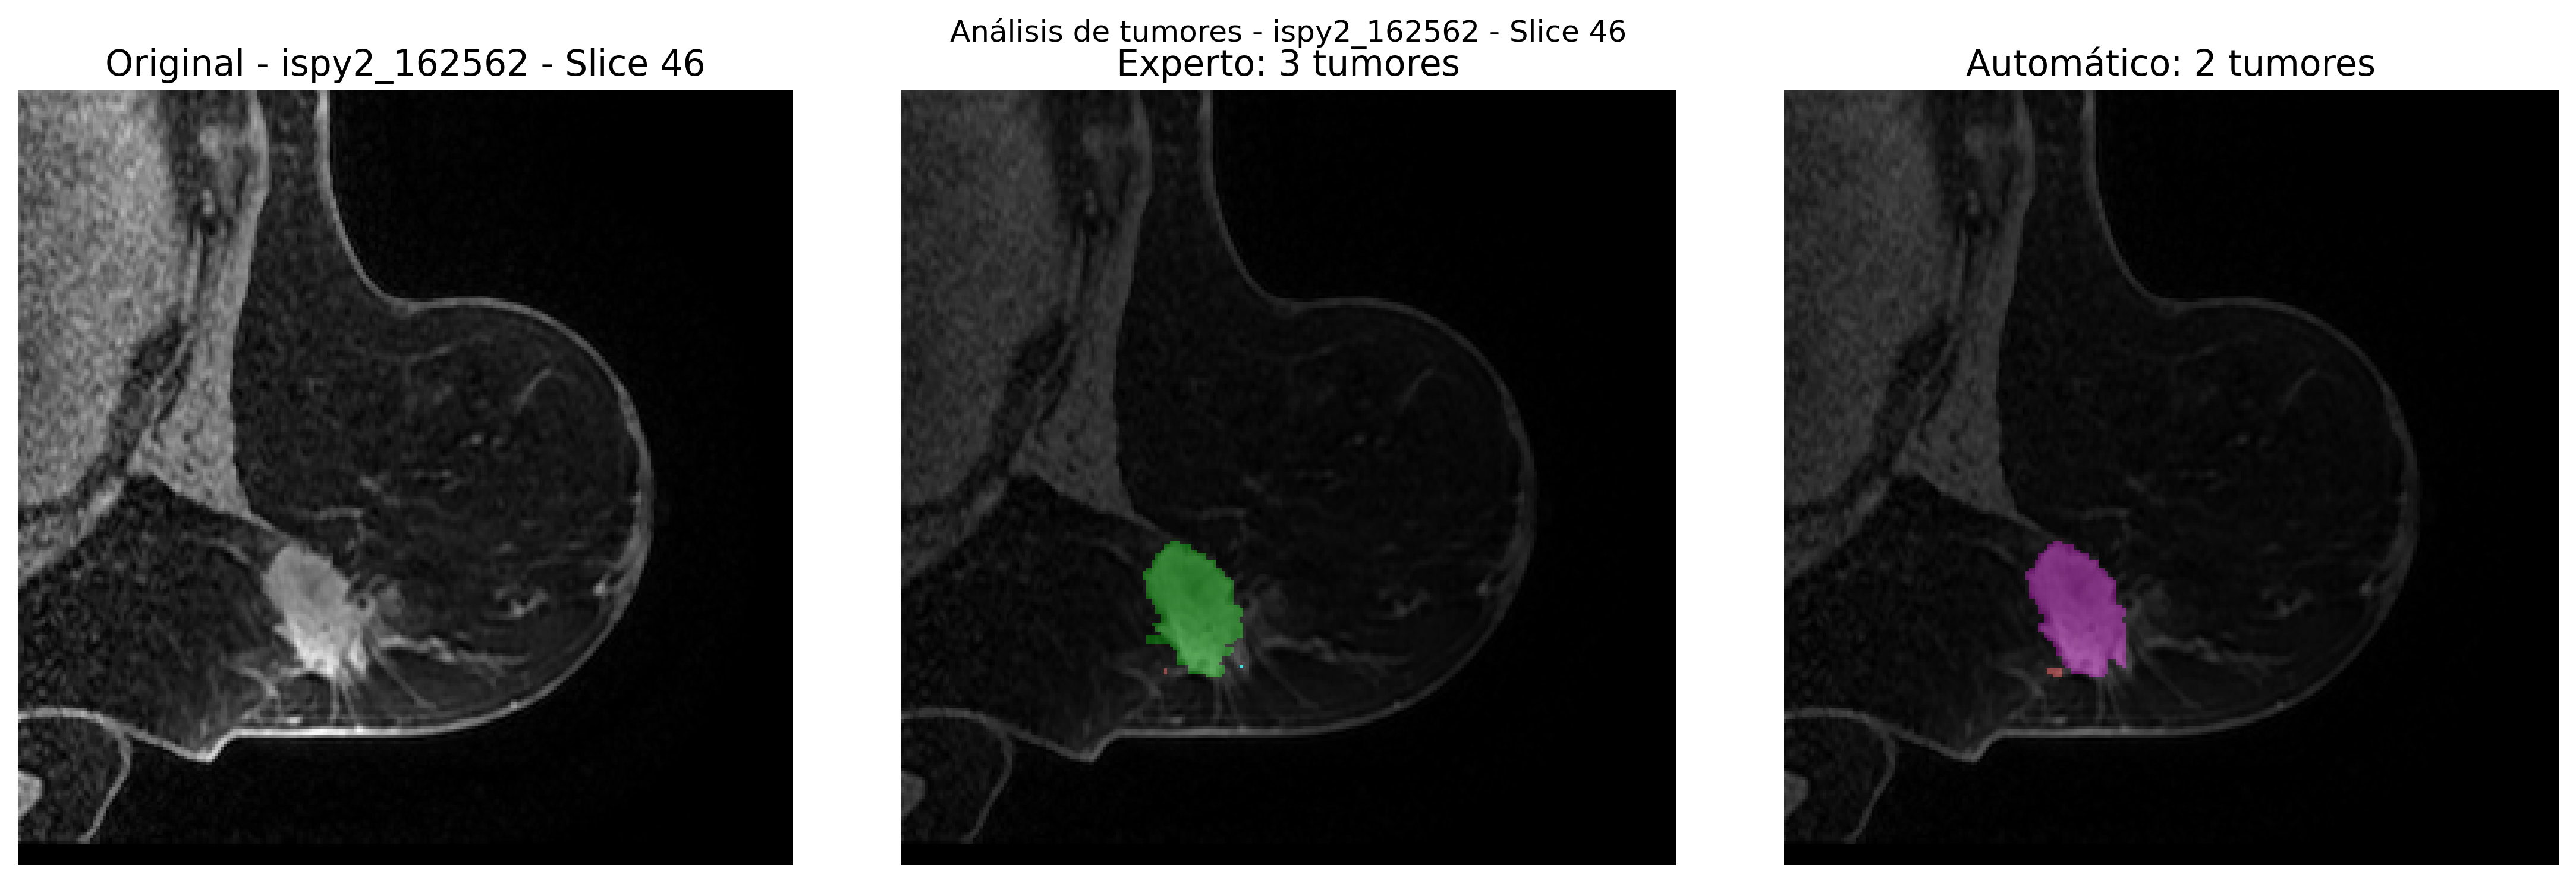 Análisis de tumores - ispy2_162562 - Slice 46
Original - ispy2_162562 - Slice 46
Experto: 3 tumores
Automático: 2 tumores